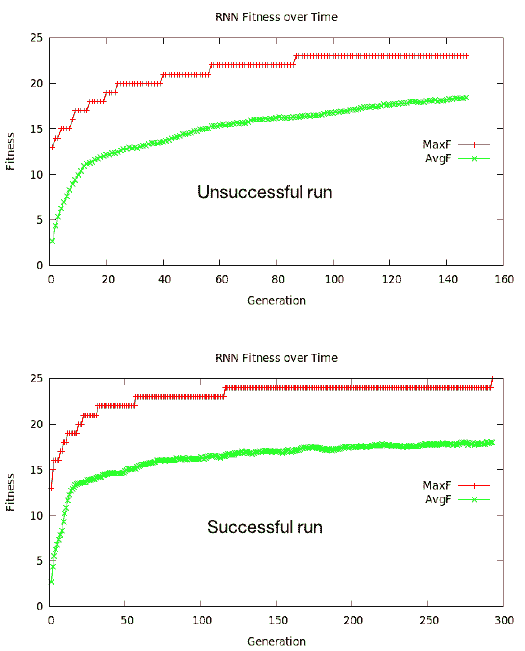 RNN Fitness over Time
25
20
15
10
5
0
Fitness
MaxF
AvgF
Unsuccessful run
0 20 40 60 80 100 120 140 160
Generation
RNN Fitness over Time
25
20
15
10
5
0
Fitness
MaxF
AvgF
Successful run
0 50 100 150 200 250 300
Generation